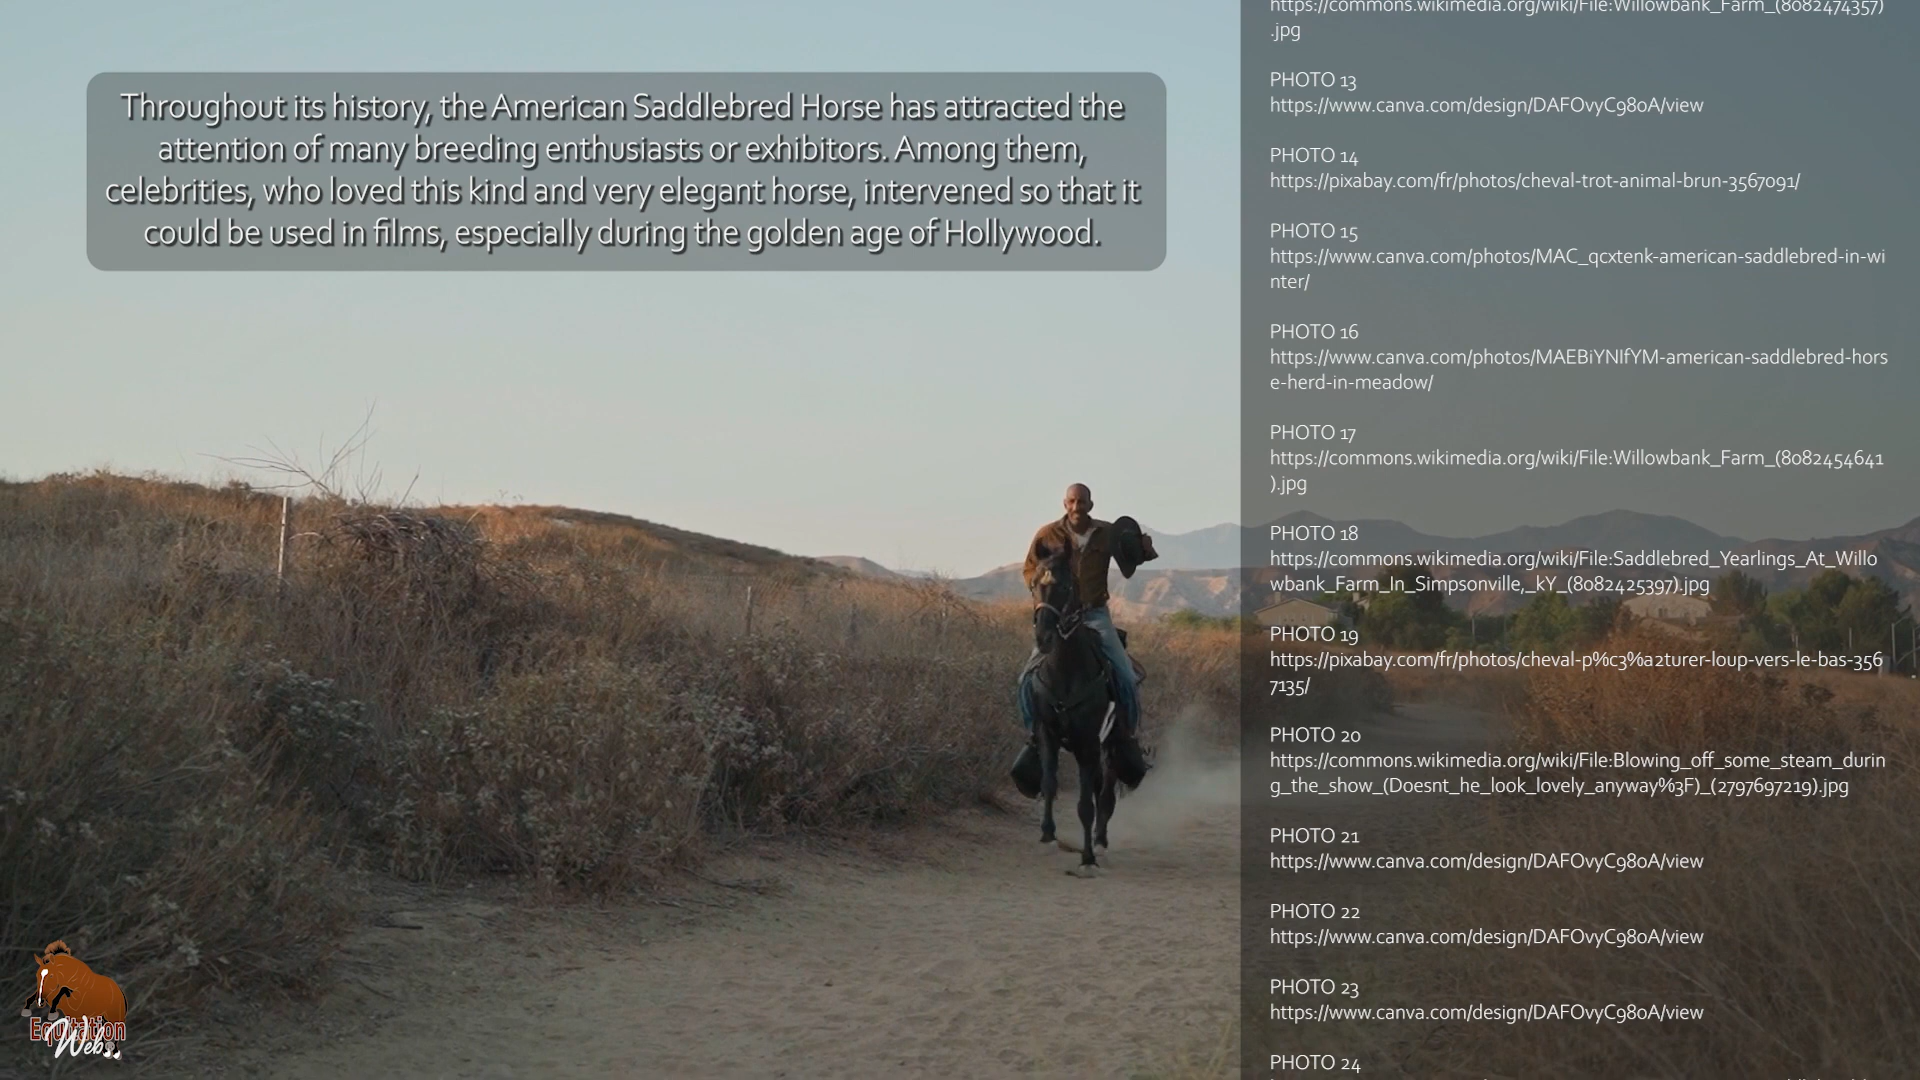 Throughout its history, the American Saddlebred Horse has attracted the
attention of many breeding enthusiasts or exhibitors. Among them,
celebrities, who loved this kind and very elegant horse, intervened so that it
could be used in films, especially during the golden age of Hollywood.
https://commons.wikimedia.org/wiki/File:Willowbank_Farm_(8082474357)
.jpg
PHOTO 13
https://www.canva.com/design/DAFOvyC980A/view
PHOTO 14
https://pixabay.com/fr/photos/cheval-trot-animal-brun-3567091/
PHOTO 15
https://www.canva.com/photos/MAC_qcxtenk-american-saddlebred-in-wi
nter/
PHOTO 16
https://www.canva.com/photos/MAEBiYNIfYM-american-saddlebred-hors
e-herd-in-meadow/
PHOTO 17
https://commons.wikimedia.org/wiki/File:Willowbank_Farm_(8082454641
).jpg
PHOTO 18
https://commons.wikimedia.org/wiki/File:Saddlebred_Yearlings_At_Willo
wbank_Farm_In_Simpsonville,_kY_(8082425397).jpg
PHOTO 19
https://pixabay.com/fr/photos/cheval-p%c3%a2turer-loup-vers-le-bas-356
7135/
PHOTO 20
https://commons.wikimedia.org/wiki/File:Blowing_off_some_steam_durin
g_the_show_(Doesnt_he_look_lovely_anyway%3F)_(2797697219).jpg
PHOTO 21
https://www.canva.com/design/DAFOvyC980A/view
PHOTO 22
https://www.canva.com/design/DAFOvyC980A/view
PHOTO 23
https://www.canva.com/design/DAFOvyC980A/view
PHOTO 24
Equitation
Webs